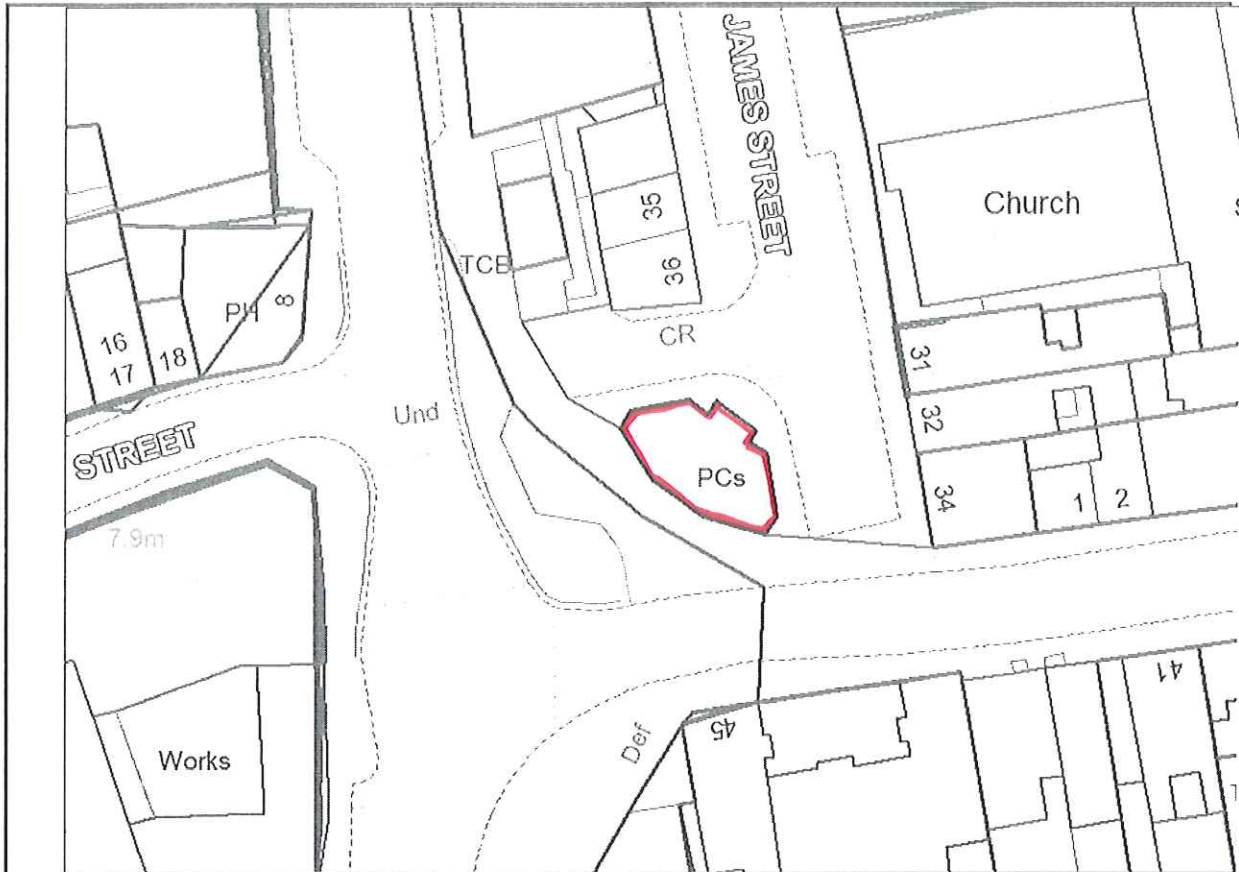 JAMES STREET
Church
35
TCB
36
PH
8
CR
16
17
18
31
32
Und
STREET
PCs
34
1
2
7.9m
41
45
Def
Works